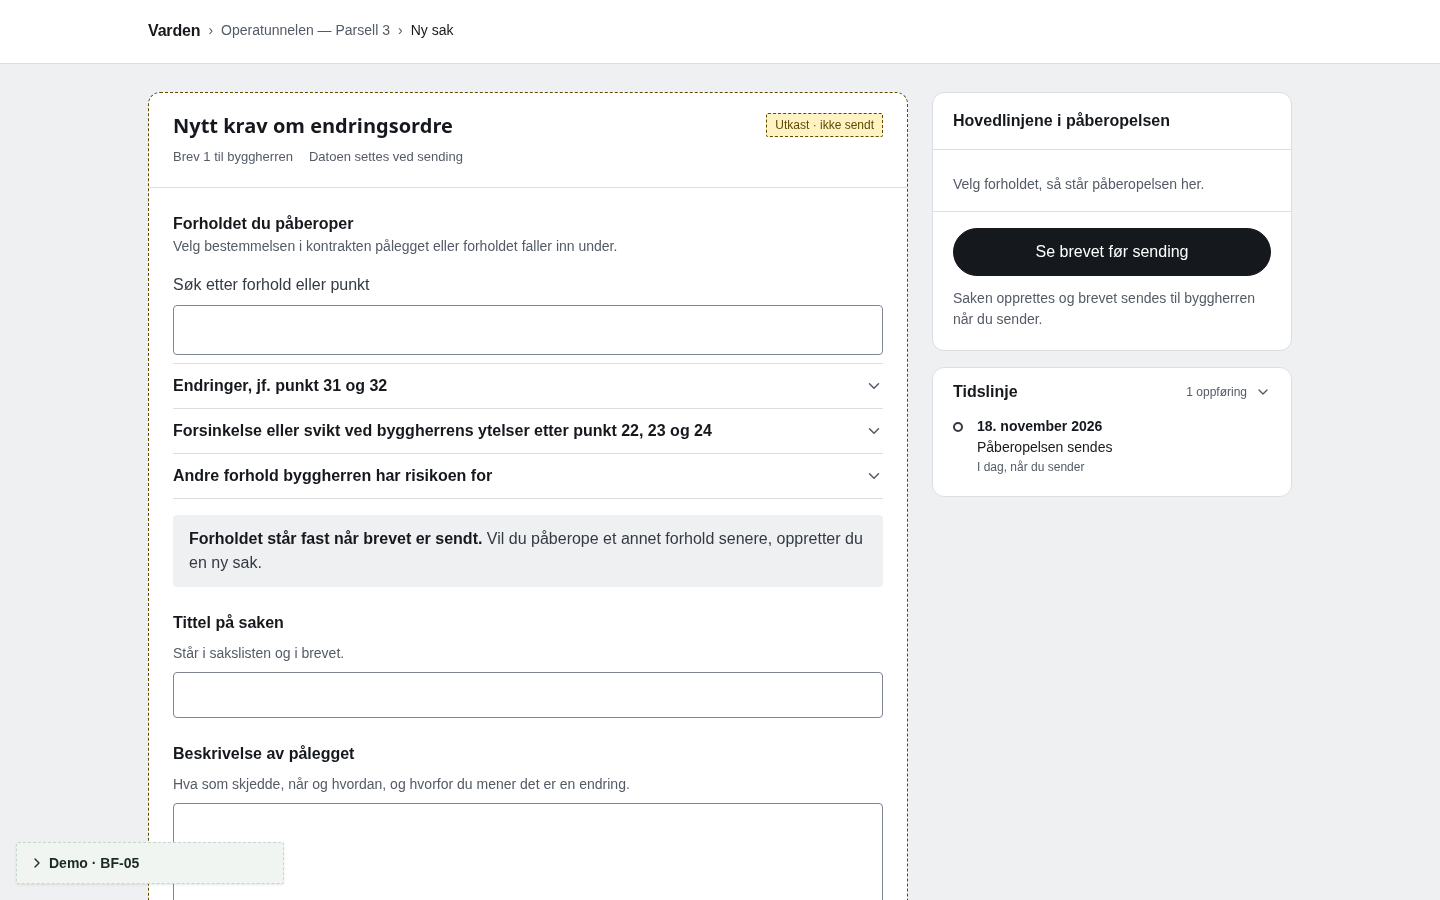 Varden › Operatunnelen — Parsell 3 › Ny sak
Nytt krav om endringsordre
Utkast · ikke sendt
Brev 1 til byggherren Datoen settes ved sending
Forholdet du påberoper
Velg bestemmelsen i kontrakten pålegget eller forholdet faller inn under.
Søk etter forhold eller punkt
Endringer, jf. punkt 31 og 32
Forsinkelse eller svikt ved byggherrens ytelser etter punkt 22, 23 og 24
Andre forhold byggherren har risikoen for
Forholdet står fast når brevet er sendt. Vil du påberope et annet forhold senere, oppretter du
en ny sak.
Tittel på saken
Står i sakslisten og i brevet.
Beskrivelse av pålegget
Hva som skjedde, når og hvordan, og hvorfor du mener det er en endring.
Demo · BF-05
Hovedlinjene i påberopelsen
Velg forholdet, så står påberopelsen her.
Se brevet før sending
Saken opprettes og brevet sendes til byggherren
når du sender.
Tidslinje
1 oppføring
18. november 2026
Påberopelsen sendes
I dag, når du sender